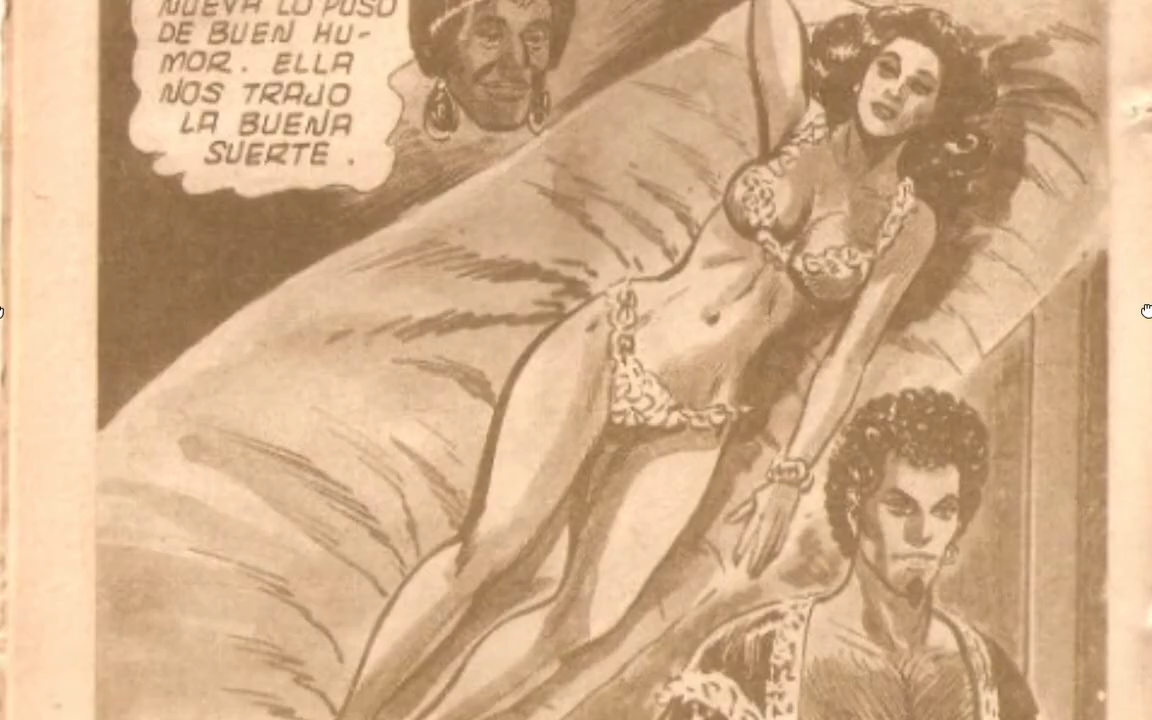 NUEVA LO PUSO
DE BUEN HU-
MOR. ELLA
NOS TRAJO
LA BUENA
SUERTE.